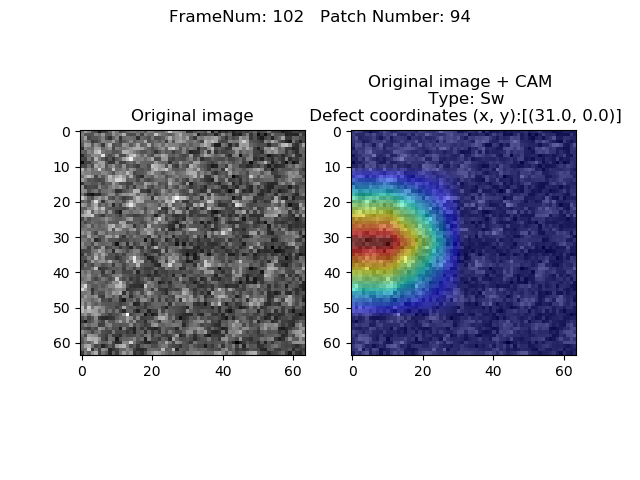 FrameNum: 102   Patch Number: 94
Original image
Original image + CAM
Type: Sw
Defect coordinates (x, y):[(31.0, 0.0)]
0
10
20
30
40
50
60
0 20 40 60
0
10
20
30
40
50
60
0 20 40 60